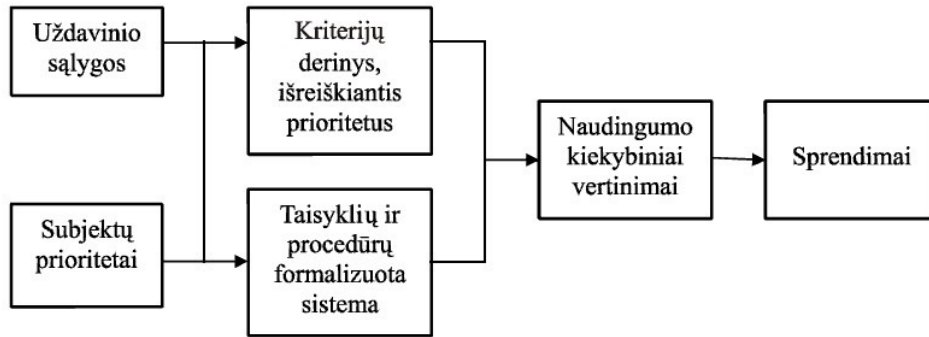 Uždavinio
sąlygos
Kriterijų
derinys,
išreiškiantis
prioritetus
Subjektų
prioritetai
Taisyklių ir
procedūrų
formalizuota
sistema
Naudingumo
kiekybiniai
vertinimai
Sprendimai